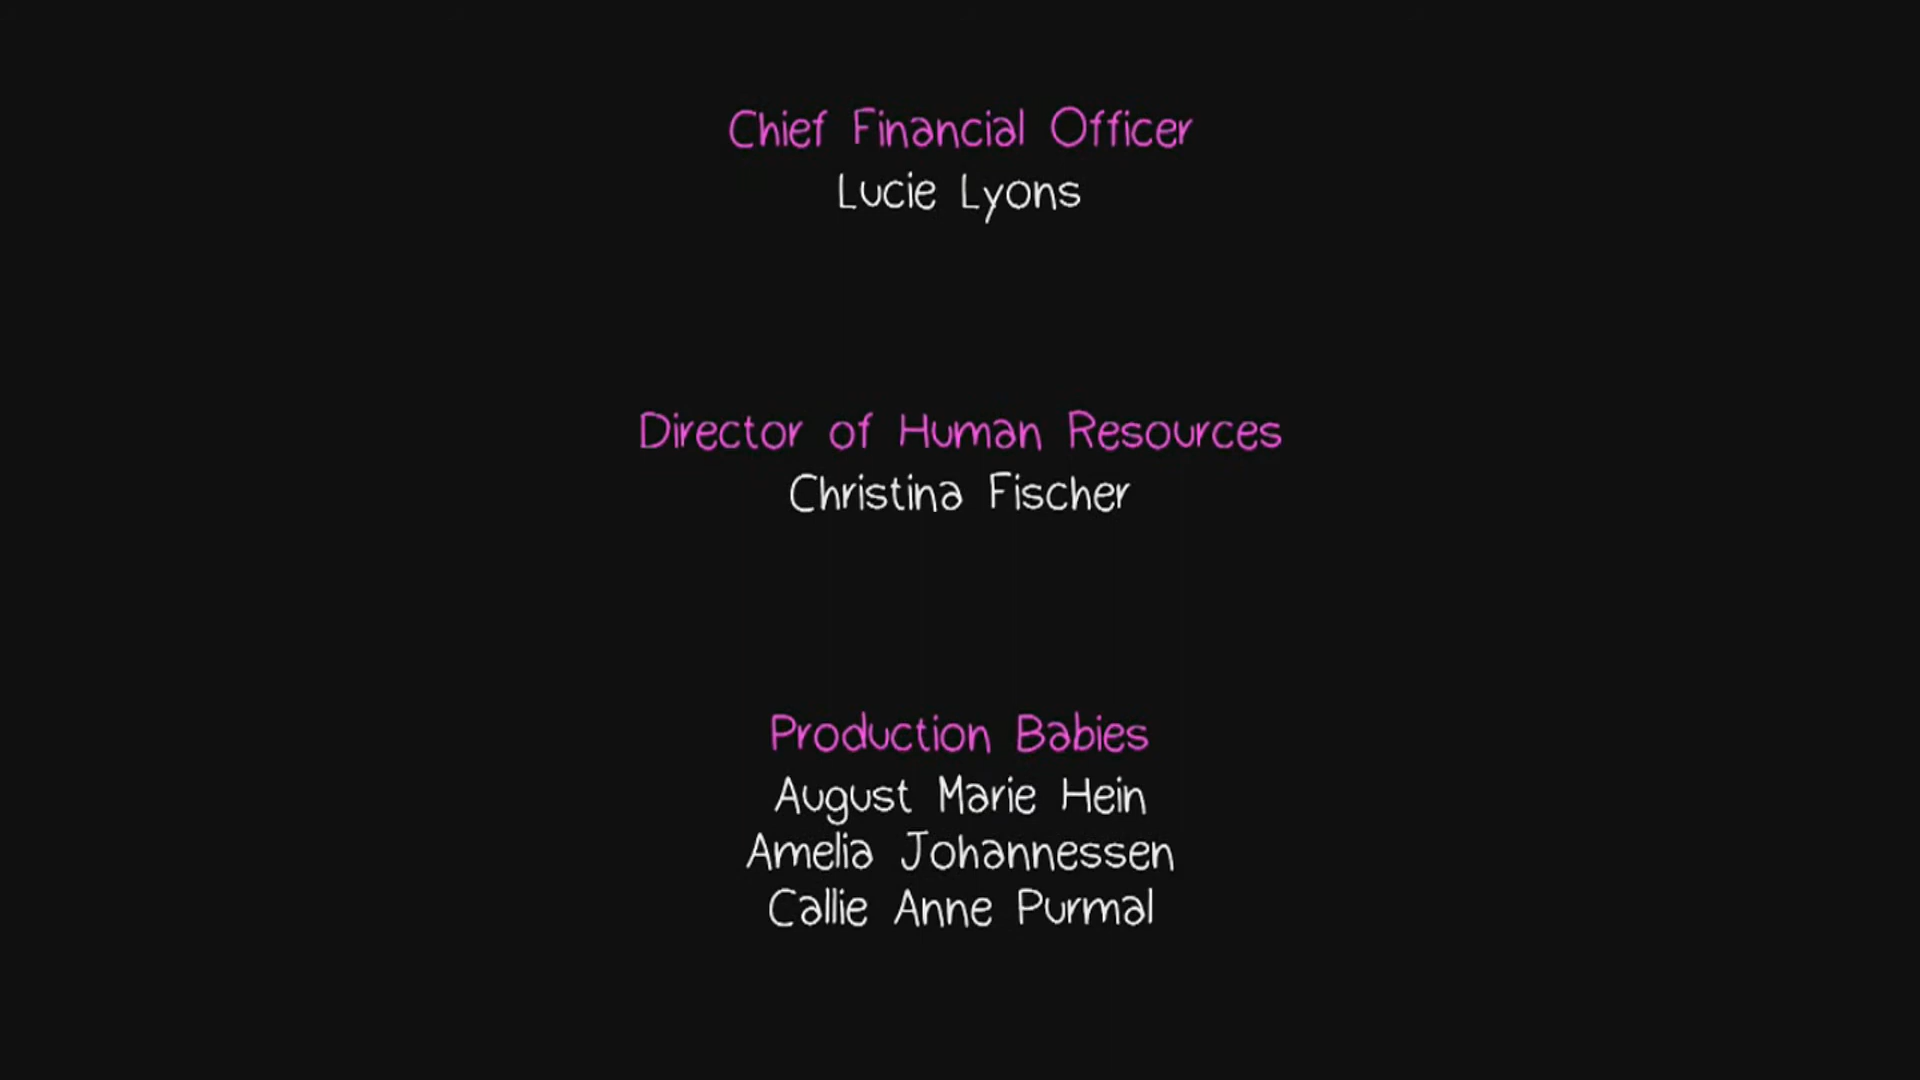 Chief Financial Officer
Lucie Lyons
Director of Human Resources
Christina Fischer
Production Babies
August Marie Hein
Amelia Johannessen
Callie Anne Purmal